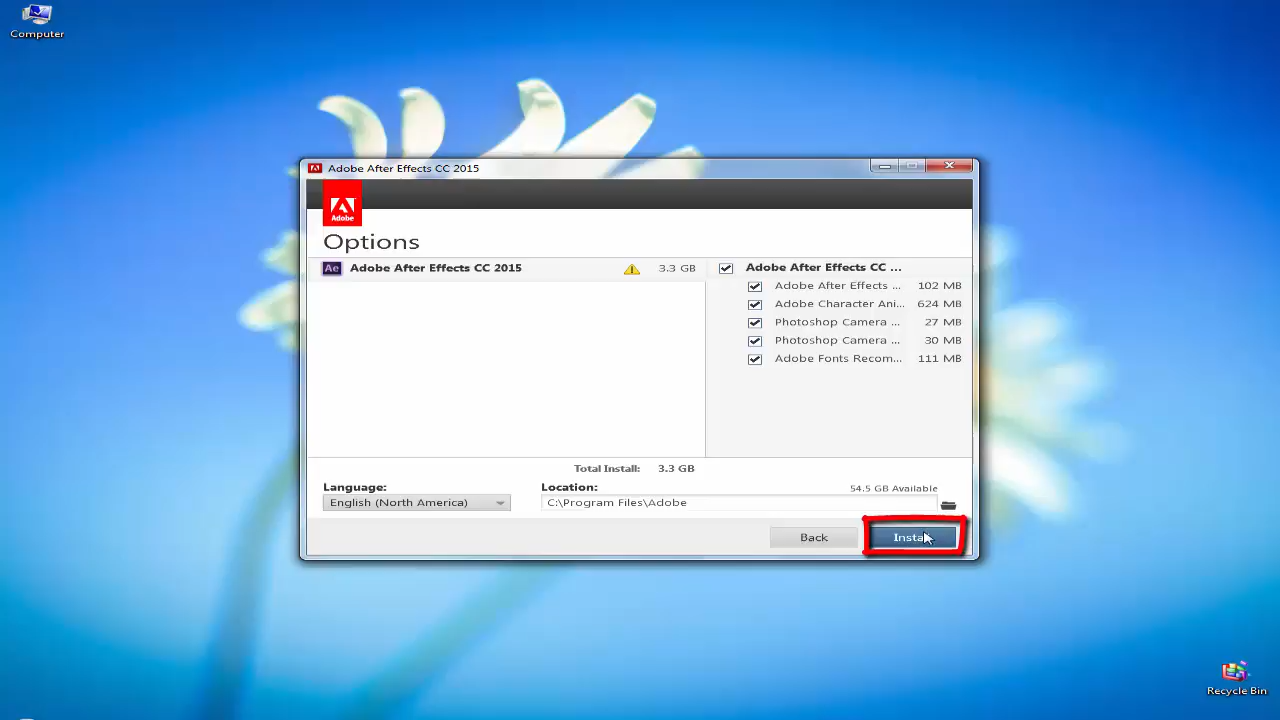 Computer
Adobe After Effects CC 2015
Adobe
Options
Ae Adobe After Effects CC 2015 3.3 GB
Adobe After Effects CC ...
Adobe After Effects ... 102 MB
Adobe Character Ani... 624 MB
Photoshop Camera ... 27 MB
Photoshop Camera ... 30 MB
Adobe Fonts Recom... 111 MB
Total Install: 3.3 GB
Language:
Location:
54.5 GB Available
English (North America)
C:\Program Files\Adobe
Back
Install
Recycle Bin